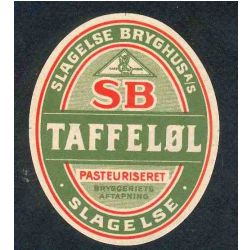 SLAGELSE BRYGHUS A/S
SB
TAFFELØL
PASTEURISERET
BRYGGERIETS
AFTAPNING
SLAGELSE